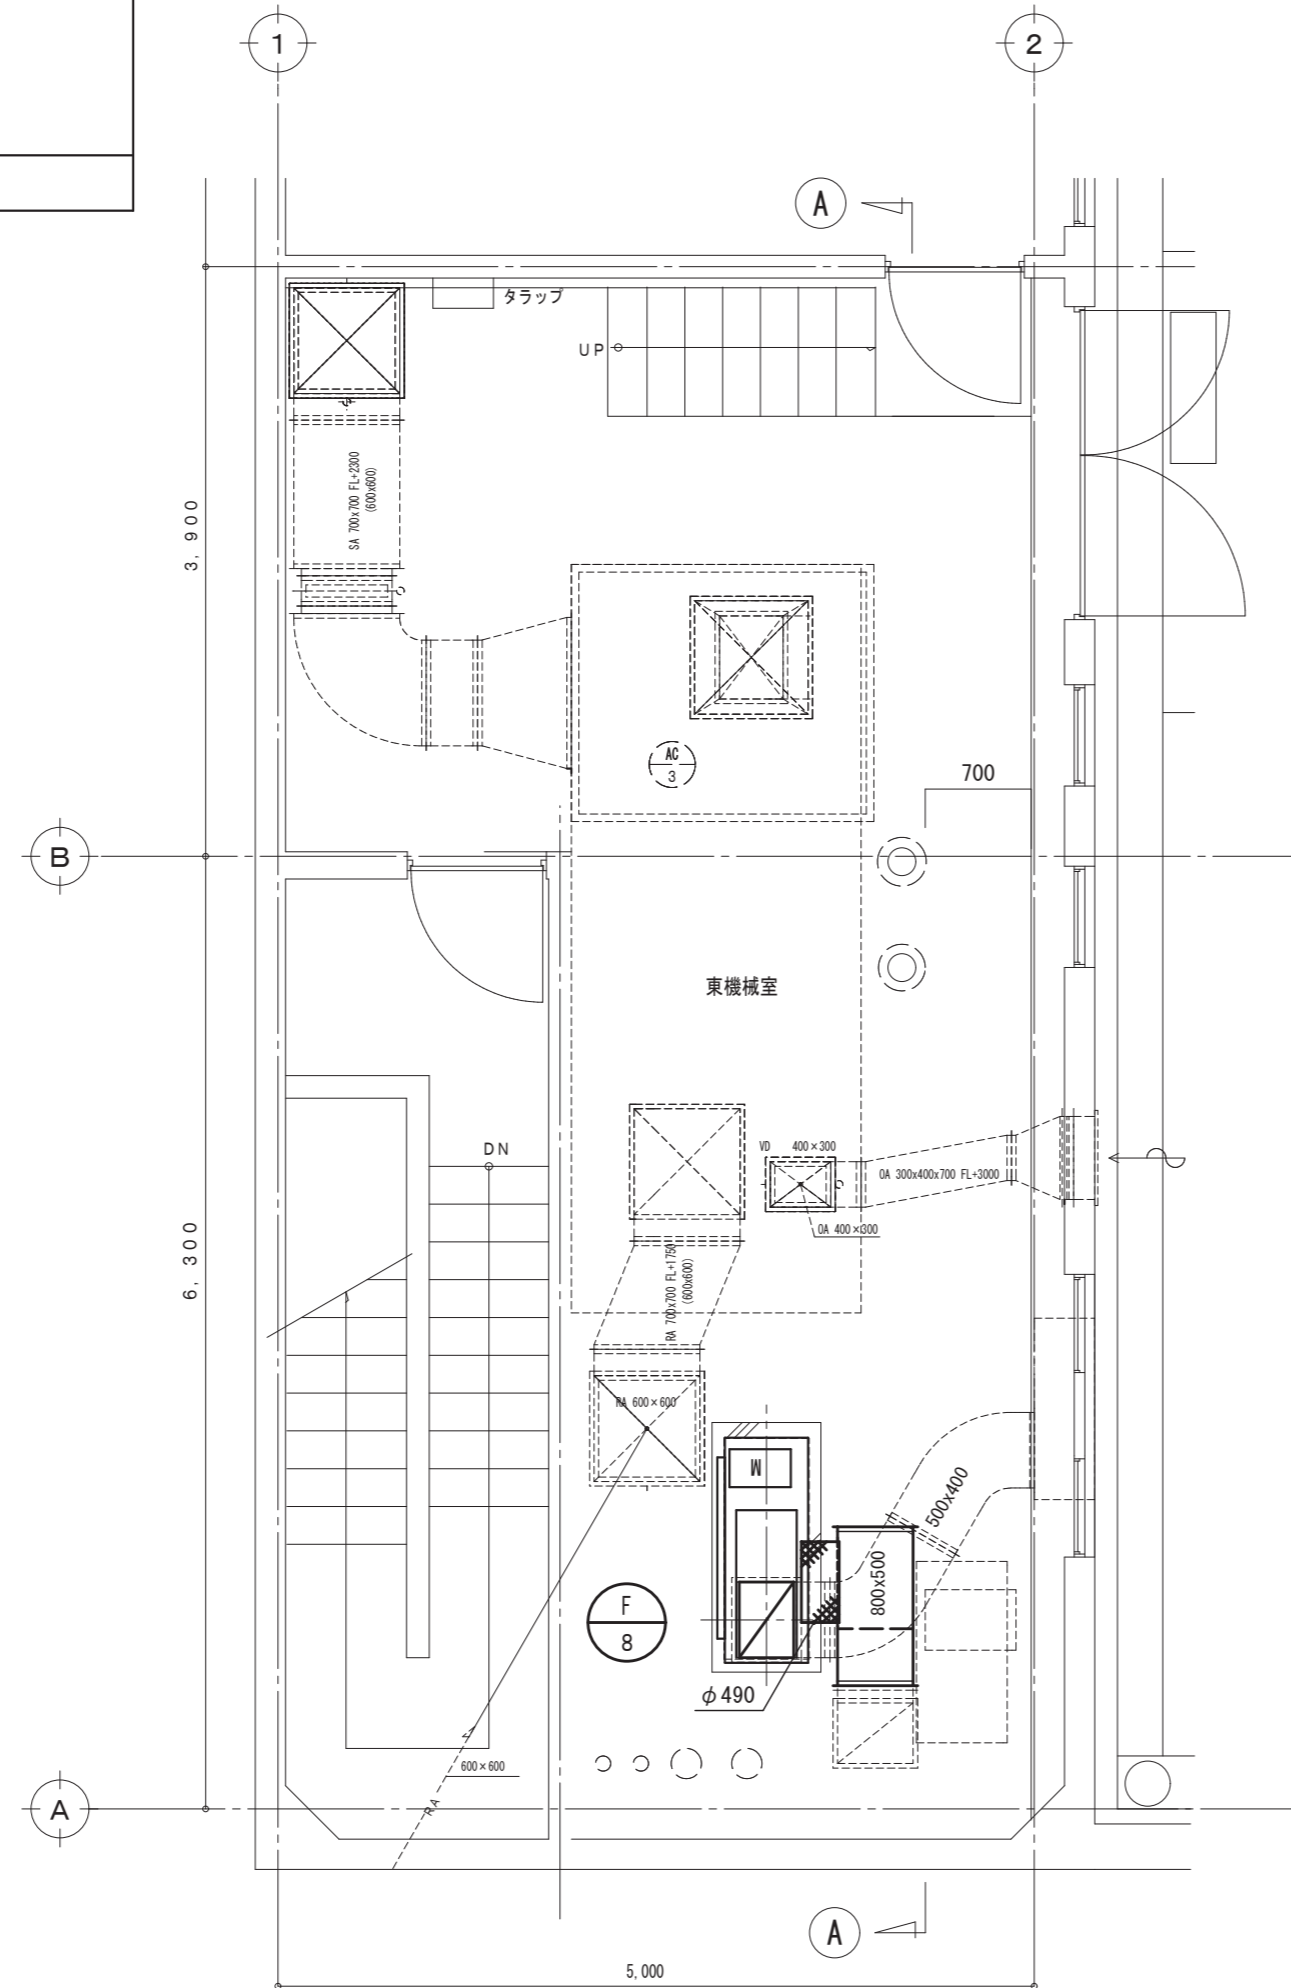 1
2
A
タラップ
UP
SA 700x700 FL+2300
(600x600)
3,900
AC
3
700
B
東機械室
DN
VD 400×300
OA 300x400x700 FL+3000
OA 400×300
6,300
RA 700x700 FL+1750
(600x600)
RA 600×600
M
500x400
800x500
F
8
φ490
600×600
RA
A
A
5,000